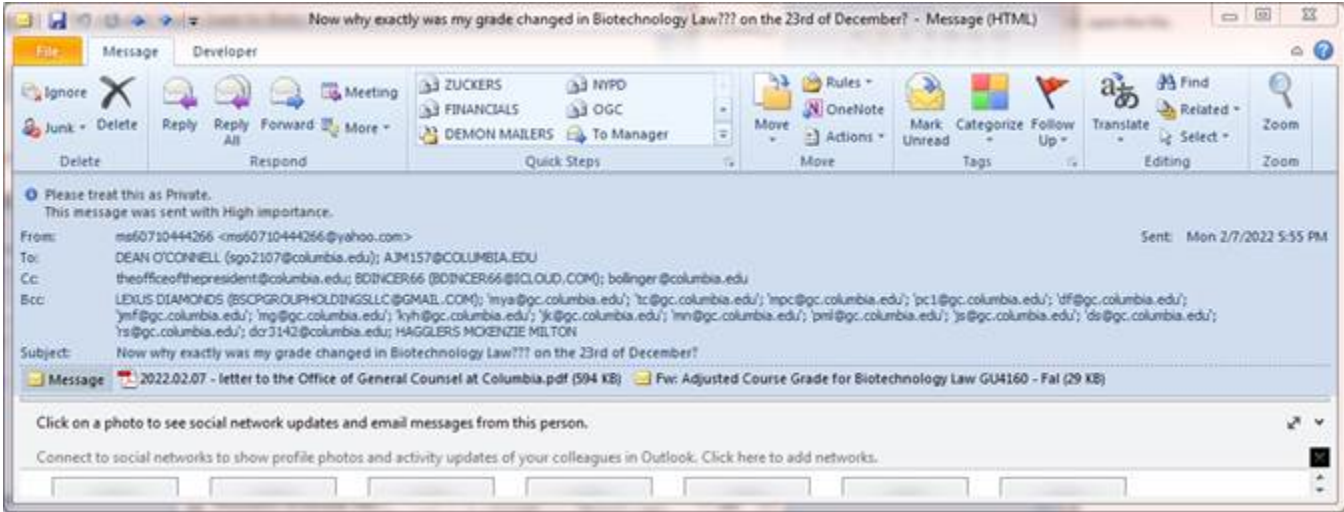 Now why exactly was my grade changed in Biotechnology Law??? on the 23rd of December? - Message (HTML)
File Message Developer
Ignore Junk Delete Delete
Reply Reply All Forward Meeting More Respond
ZUCKERS NYPD
FINANCIALS OGC
DEMON MAILERS To Manager
Quick Steps
Move Rules OneNote Actions Move
Mark Unread Categorize Follow Up Tags
Translate Find Related Select Editing
Zoom Zoom
Please treat this as Private.
This message was sent with High importance.
From: ms60710444266 <ms60710444266@yahoo.com> Sent: Mon 2/7/2022 5:55 PM
To: DEAN O'CONNELL (sgo2107@columbia.edu); AJM157@COLUMBIA.EDU
Cc: theofficeofthepresident@columbia.edu; BDINCER66 (BDINCER66@ICLOUD.COM); bollinger@columbia.edu
Bcc: LEXUS DIAMONDS (BSCPGROUPHOLDINGSLLC@GMAIL.COM); 'mya@gc.columbia.edu'; 'tc@gc.columbia.edu'; 'mpc@gc.columbia.edu'; 'pc1@gc.columbia.edu'; 'df@gc.columbia.edu';
'jmf@gc.columbia.edu'; 'mg@gc.columbia.edu'; 'kyh@gc.columbia.edu'; 'jk@gc.columbia.edu'; 'mn@gc.columbia.edu'; 'pml@gc.columbia.edu'; 'js@gc.columbia.edu'; 'ds@gc.columbia.edu';
'rs@gc.columbia.edu'; dcr3142@columbia.edu; HAGGLERS MCKENZIE MILTON
Subject: Now why exactly was my grade changed in Biotechnology Law??? on the 23rd of December?
Message 2022.02.07 - letter to the Office of General Counsel at Columbia.pdf (594 KB) Fw: Adjusted Course Grade for Biotechnology Law GU4160 - Fal (29 KB)
Click on a photo to see social network updates and email messages from this person.
Connect to social networks to show profile photos and activity updates of your colleagues in Outlook. Click here to add networks.